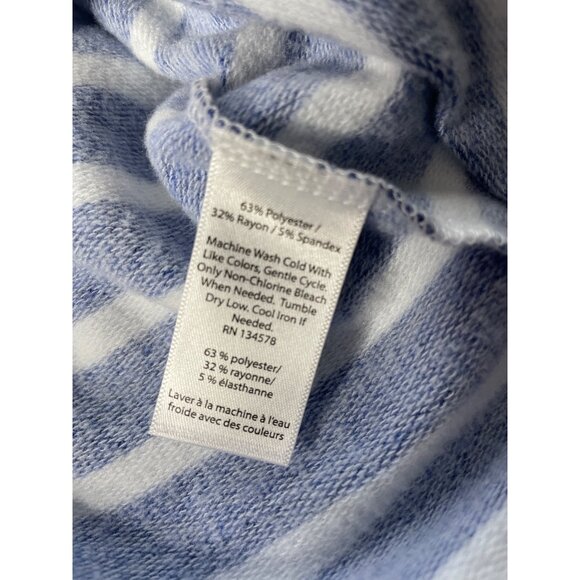 63% Polyester /
32% Rayon / 5% Spandex
Machine Wash Cold With
Like Colors, Gentle Cycle.
Only Non-Chlorine Bleach
When Needed. Tumble
Dry Low. Cool Iron If
Needed.
RN 134578
63 % polyester/
32 % rayonne/
5 % élasthanne
Laver à la machine à l'eau
froide avec des couleurs